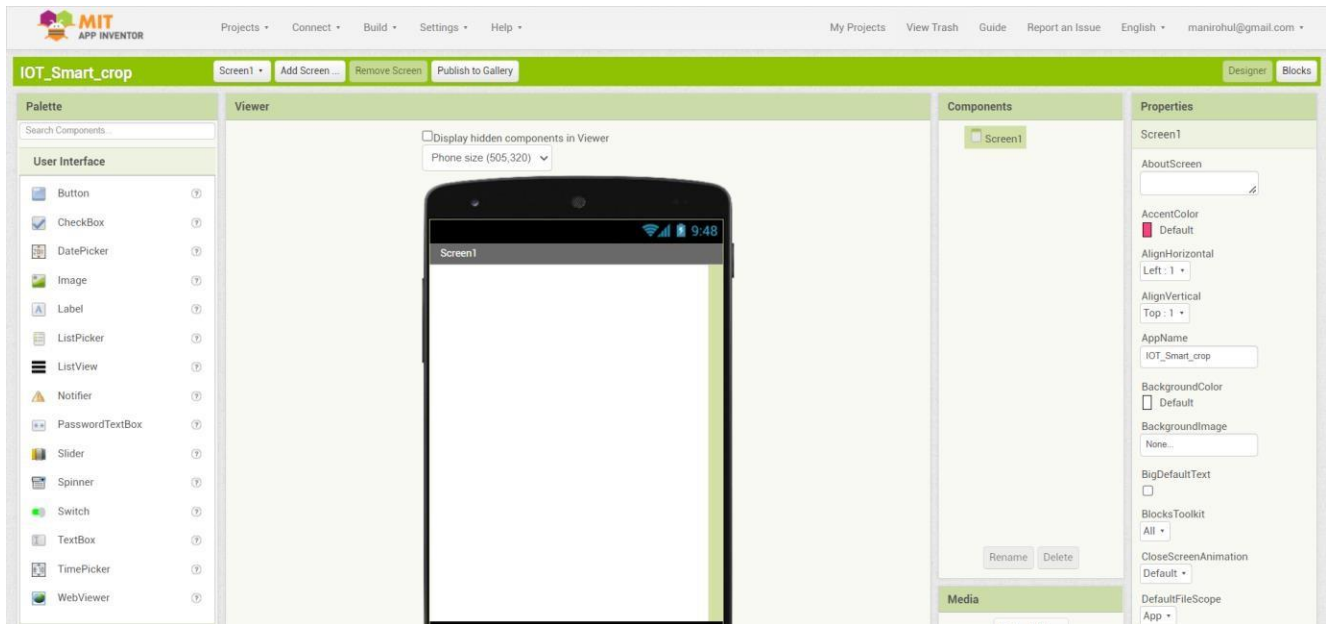 MIT
APP INVENTOR
Projects Connect Build Settings Help My Projects View Trash Guide Report an Issue English manirohul@gmail.com
IOT_Smart_crop Screen1 Add Screen ... Remove Screen Publish to Gallery Designer Blocks
Palette
Search Components...
User Interface
Button
CheckBox
DatePicker
Image
Label
ListPicker
ListView
Notifier
PasswordTextBox
Slider
Spinner
Switch
TextBox
TimePicker
WebViewer
Viewer
Display hidden components in Viewer
Phone size (505,320)
9:48
Screen1
Components
Screen1
Rename Delete
Media
Properties
Screen1
AboutScreen
AccentColor
Default
AlignHorizontal
Left : 1
AlignVertical
Top : 1
AppName
IOT_Smart_crop
BackgroundColor
Default
BackgroundImage
None...
BigDefaultText
BlocksToolkit
All
CloseScreenAnimation
Default
DefaultFileScope
App